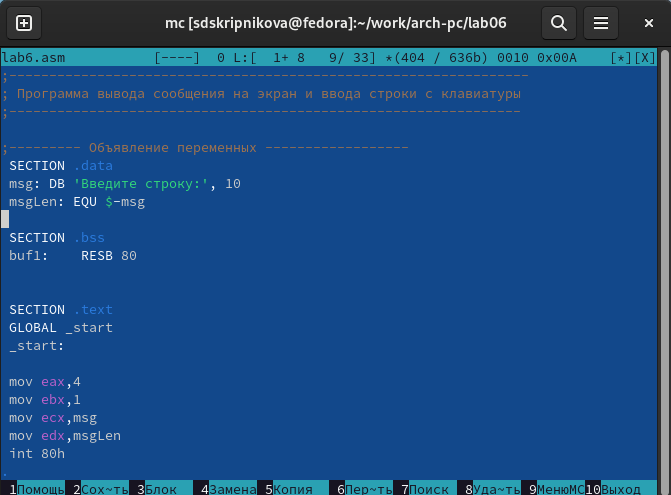 mc [sdskripnikova@fedora]:~/work/arch-pc/lab06
lab6.asm [----] 0 L:[ 1+ 8 9/ 33] *(404 / 636b) 0010 0x00A [*][X]
;----------------------------------------------------------------
; Программа вывода сообщения на экран и ввода строки с клавиатуры
;---------------------------------------------------------------
;--------- Объявление переменных -----------------
SECTION .data
msg: DB 'Введите строку:', 10
msgLen: EQU $-msg
SECTION .bss
buf1: RESB 80
SECTION .text
GLOBAL _start
_start:
mov eax,4
mov ebx,1
mov ecx,msg
mov edx,msgLen
int 80h
1Помощь 2Сох~ть 3Блок 4Замена 5Копия 6Пер~ть 7Поиск 8Уда~ть 9МенюMC 10Выход